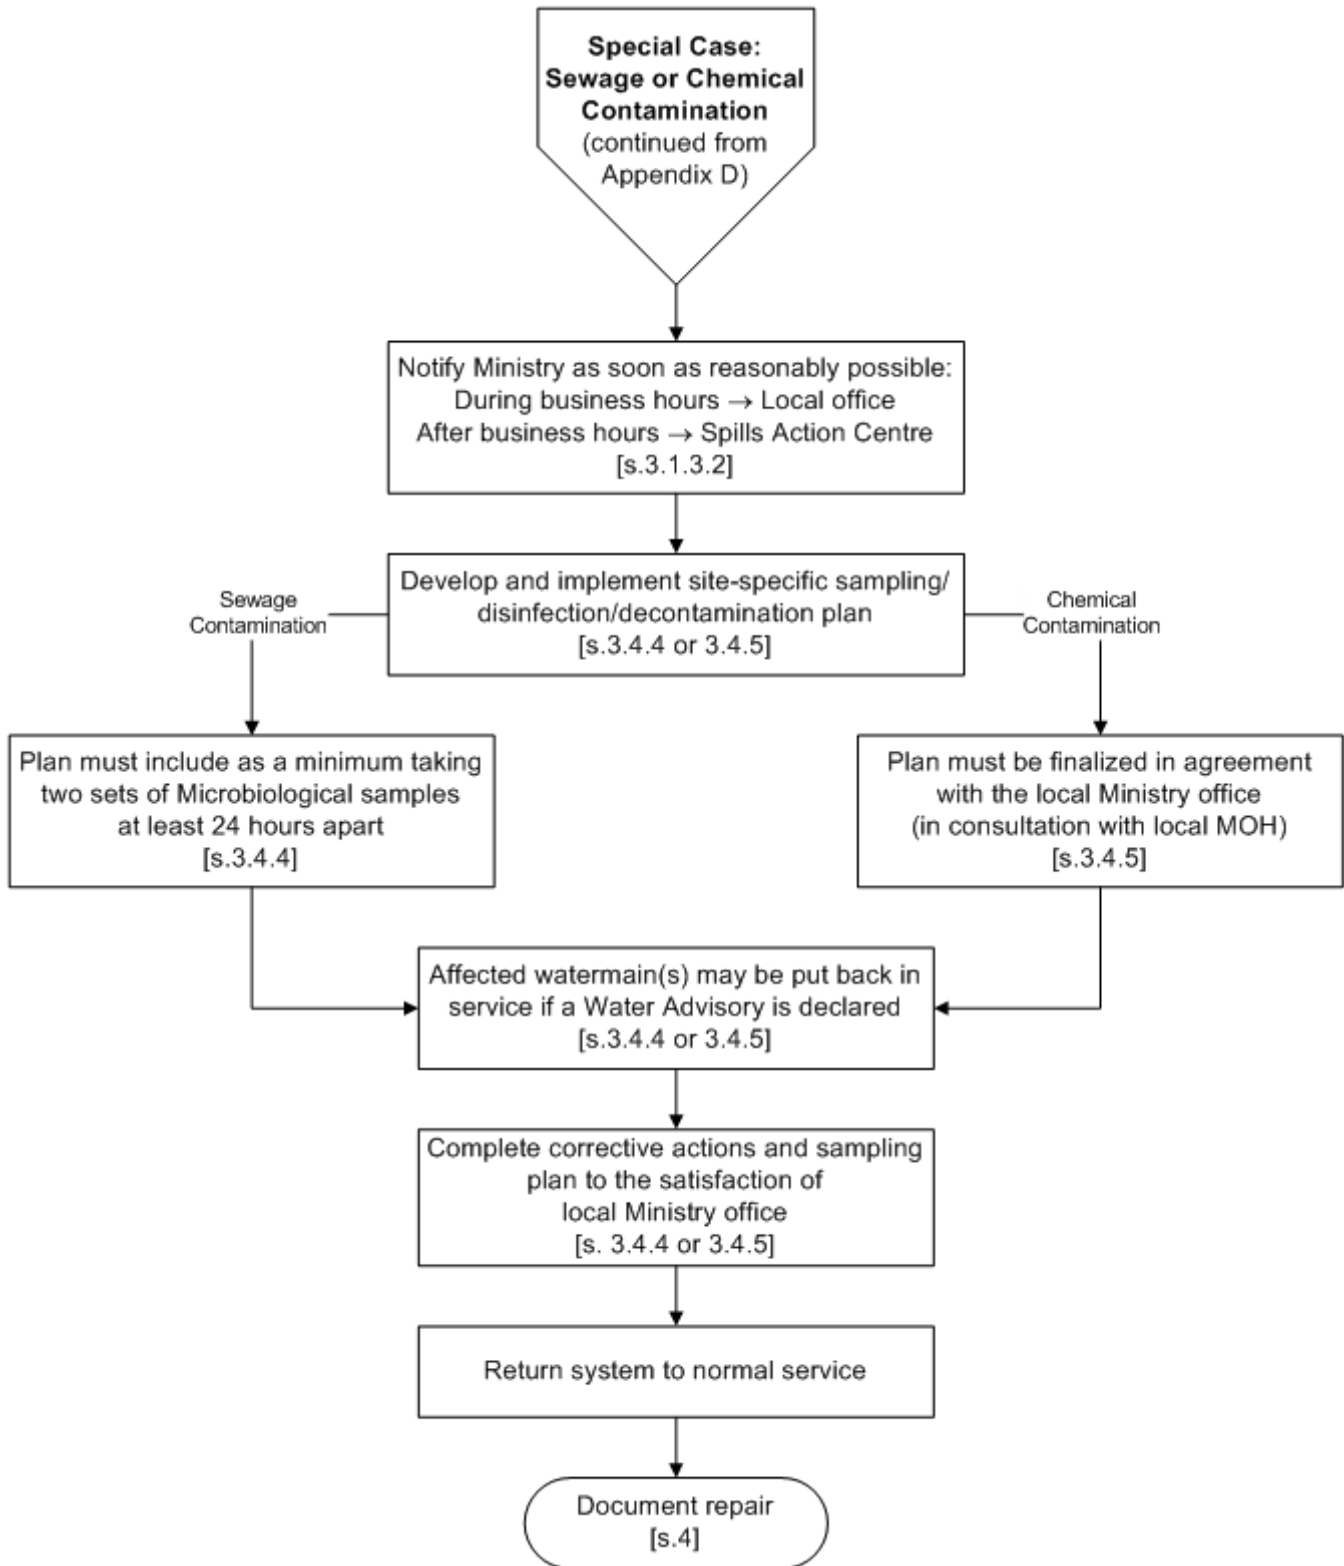 Special Case:
Sewage or Chemical
Contamination
(continued from
Appendix D)
Notify Ministry as soon as reasonably possible:
During business hours → Local office
After business hours → Spills Action Centre
[s.3.1.3.2]
Develop and implement site-specific sampling/
disinfection/decontamination plan
[s.3.4.4 or 3.4.5]
Sewage
Contamination
Chemical
Contamination
Plan must include as a minimum taking
two sets of Microbiological samples
at least 24 hours apart
[s.3.4.4]
Plan must be finalized in agreement
with the local Ministry office
(in consultation with local MOH)
[s.3.4.5]
Affected watermain(s) may be put back in
service if a Water Advisory is declared
[s.3.4.4 or 3.4.5]
Complete corrective actions and sampling
plan to the satisfaction of
local Ministry office
[s. 3.4.4 or 3.4.5]
Return system to normal service
Document repair
[s.4]